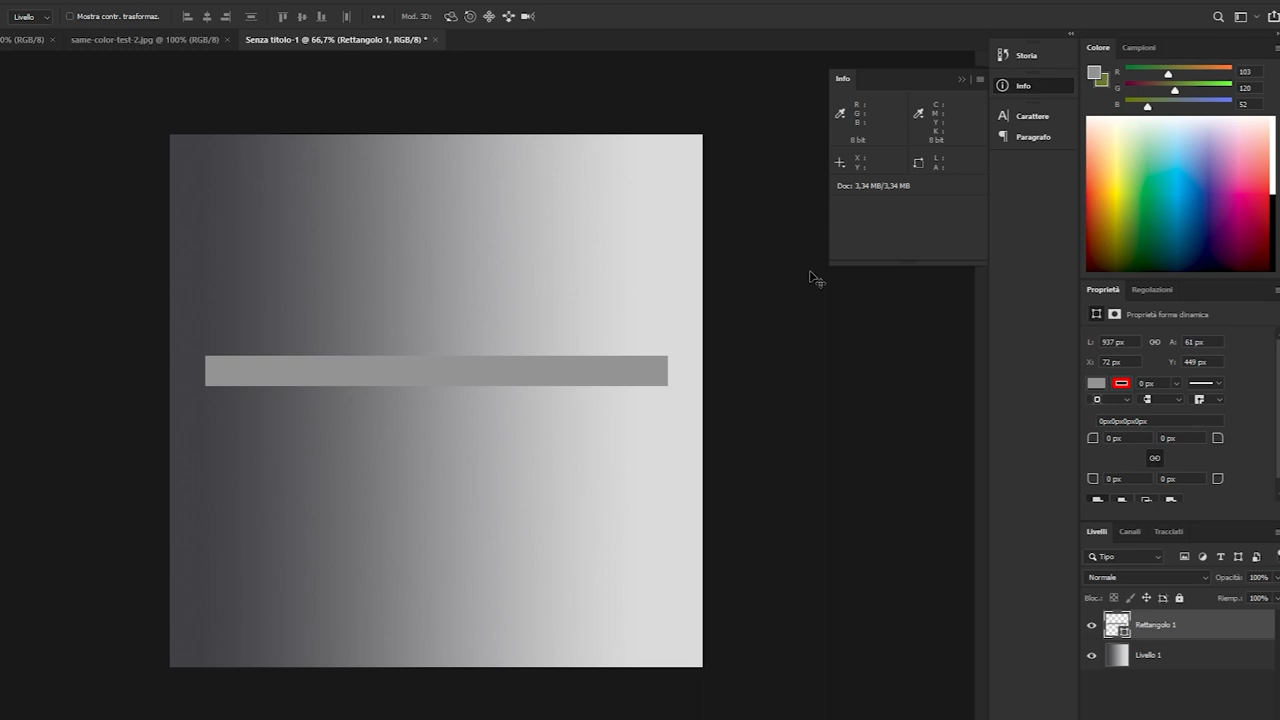 Livello
Mostra contr. trasformaz.
Mod. 3D:
0% (RGB/8)
same-color-test-2.jpg @ 100% (RGB/8)
Senza titolo-1 @ 66,7% (Rettangolo 1, RGB/8) *
Info
R :
G :
B :
8 bit
C :
M :
Y :
K :
8 bit
X :
Y :
L :
A :
Doc: 3,34 MB/3,34 MB
Storia
Info
Carattere
Paragrafo
Colore
Campioni
R 103
G 120
B 52
Proprietà
Regolazioni
Proprietà forma dinamica
L: 937 px
A: 61 px
X: 72 px
Y: 449 px
0 px
0px0px0px0px
0 px
0 px
0 px
0 px
Livelli
Canali
Tracciati
Tipo
Normale
Opacità: 100%
Bloc.:
Riemp.: 100%
Rettangolo 1
Livello 1